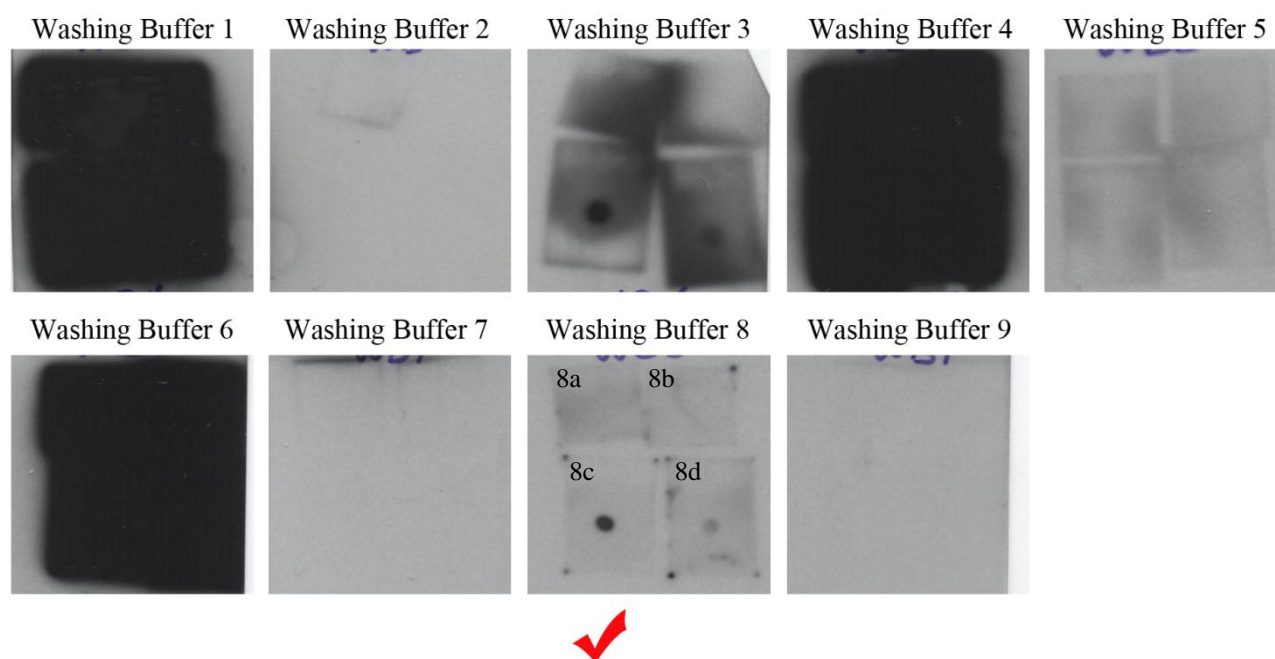 Washing Buffer 1
Washing Buffer 2
Washing Buffer 3
Washing Buffer 4
Washing Buffer 5
Washing Buffer 6
Washing Buffer 7
Washing Buffer 8
Washing Buffer 9
8a
8b
8c
8d